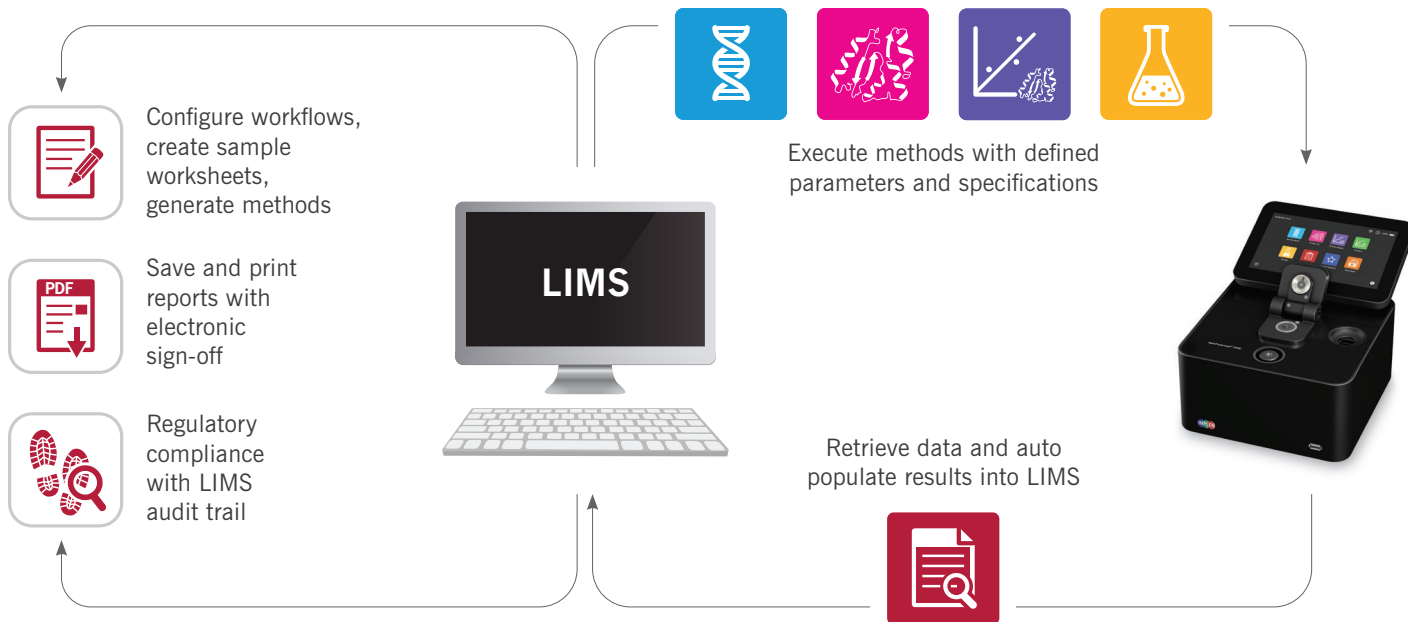 Configure workflows,
create sample
worksheets,
generate methods
PDF
Save and print
reports with
electronic
sign-off
Regulatory
compliance
with LIMS
audit trail
LIMS
Execute methods with defined
parameters and specifications
Retrieve data and auto
populate results into LIMS
IMPLEN